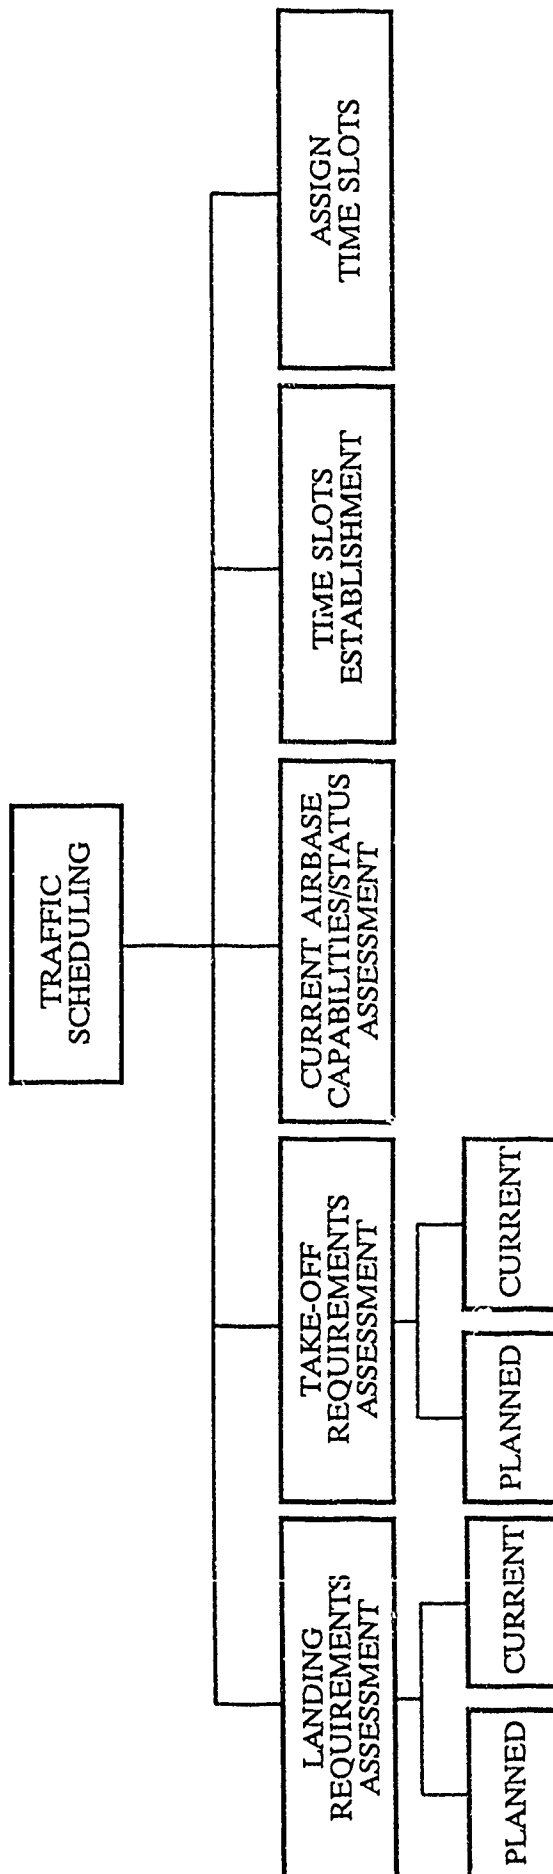 TRAFFIC
SCHEDULING
LANDING
REQUIREMENTS
ASSESSMENT
TAKE-OFF
REQUIREMENTS
ASSESSMENT
CURRENT AIRBASE
CAPABILITIES/STATUS
ASSESSMENT
TIME SLOTS
ESTABLISHMENT
ASSIGN
TIME SLOTS
PLANNED
CURRENT
PLANNED
CURRENT